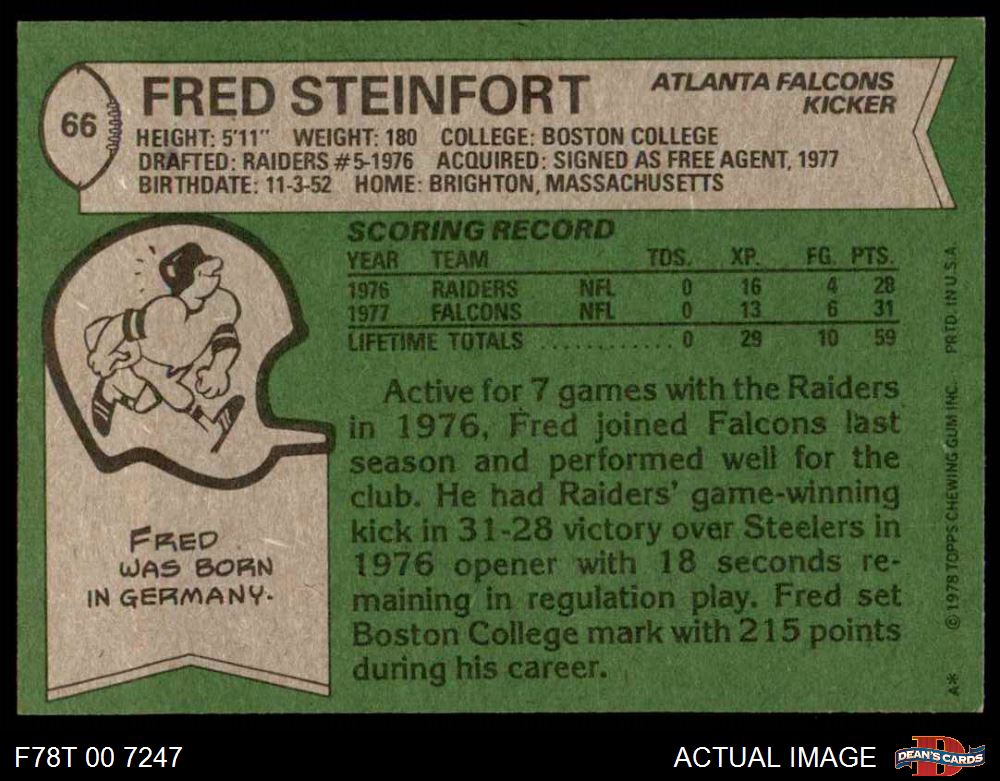 66
FRED STEINFORT
ATLANTA FALCONS
KICKER
HEIGHT: 5'11" WEIGHT: 180 COLLEGE: BOSTON COLLEGE
DRAFTED: RAIDERS #5-1976 ACQUIRED: SIGNED AS FREE AGENT, 1977
BIRTHDATE: 11-3-52 HOME: BRIGHTON, MASSACHUSETTS
SCORING RECORD
YEAR TEAM TDS. XP. FG. PTS.
1976 RAIDERS NFL 0 16 4 28
1977 FALCONS NFL 0 13 6 31
LIFETIME TOTALS ............ 0 29 10 59
Active for 7 games with the Raiders
in 1976, Fred joined Falcons last
season and performed well for the
club. He had Raiders' game-winning
kick in 31-28 victory over Steelers in
1976 opener with 18 seconds re-
maining in regulation play. Fred set
Boston College mark with 215 points
during his career.
FRED
WAS BORN
IN GERMANY.
A* ©1978 TOPPS CHEWING GUM INC. PRTD. IN U.S.A.
F78T 00 7247
ACTUAL IMAGE
D
DEAN'S CARDS